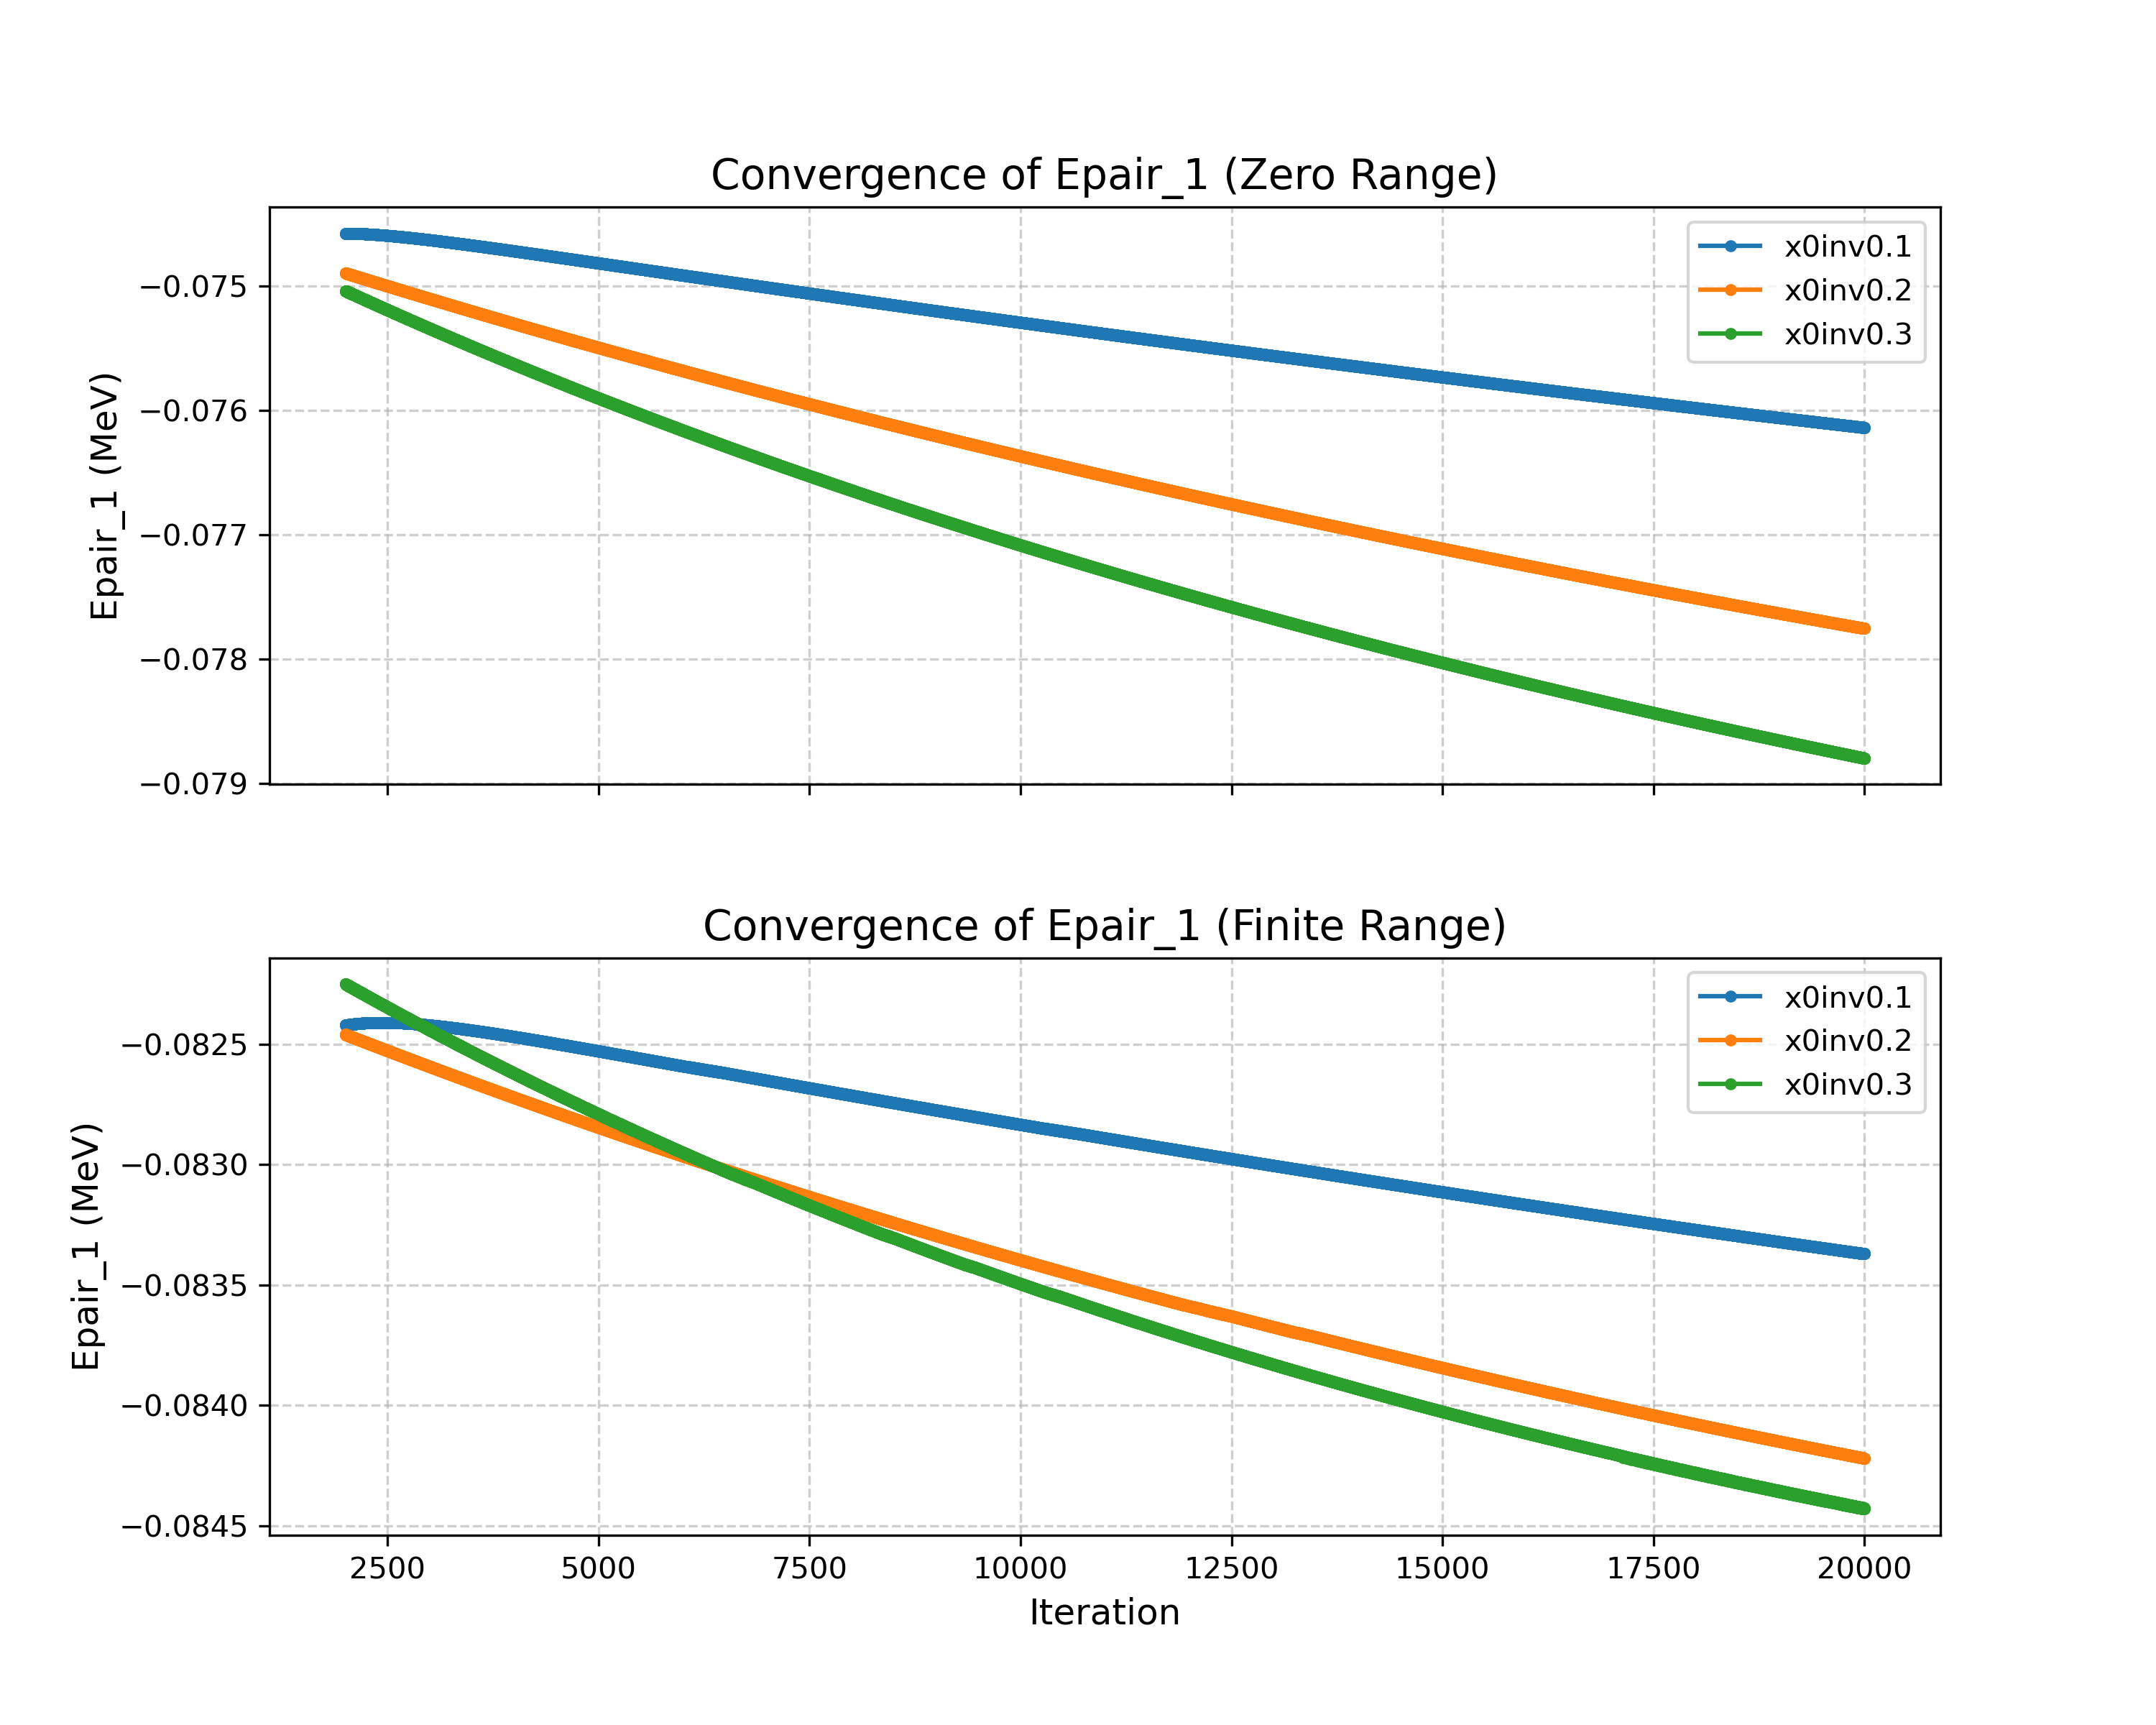 Convergence of Epair_1 (Zero Range)
Epair_1 (MeV)
−0.075
−0.076
−0.077
−0.078
−0.079
x0inv0.1
x0inv0.2
x0inv0.3
Convergence of Epair_1 (Finite Range)
Epair_1 (MeV)
−0.0825
−0.0830
−0.0835
−0.0840
−0.0845
x0inv0.1
x0inv0.2
x0inv0.3
2500 5000 7500 10000 12500 15000 17500 20000
Iteration